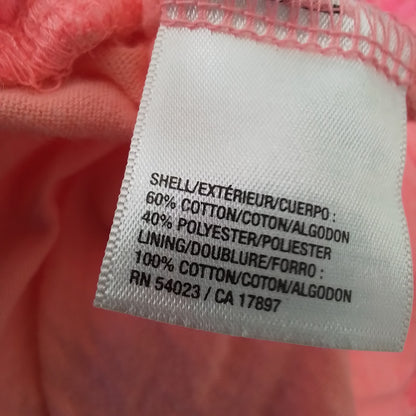 SHELL/EXTÉRIEUR/CUERPO :
60% COTTON/COTON/ALGODON
40% POLYESTER/POLIESTER
LINING/DOUBLURE/FORRO :
100% COTTON/COTON/ALGODON
RN 54023 / CA 17897